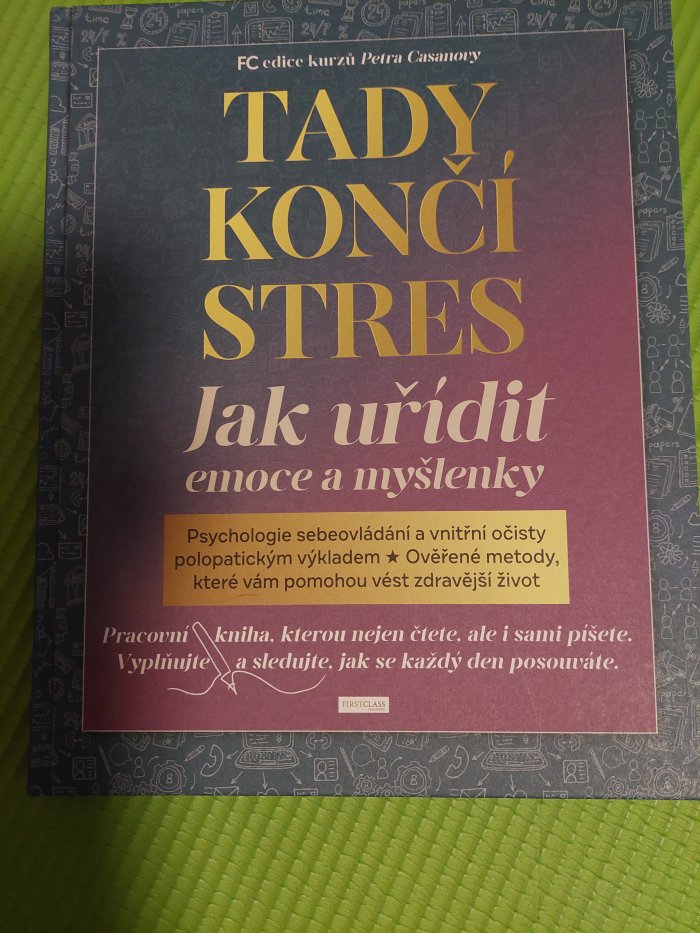 FC edice kurzů Petra Casanovy
TADY
KONČÍ
STRES
Jak uřídit
emoce a myšlenky
Psychologie sebeovládání a vnitřní očisty
polopatickým výkladem ★ Ověřené metody,
které vám pomohou vést zdravější život
Pracovní kniha, kterou nejen čtete, ale i sami píšete.
Vyplňujte a sledujte, jak se každý den posouváte.
FIRSTCLASS